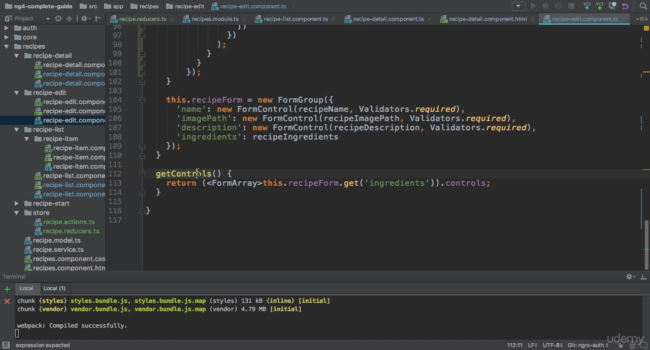 ng4-complete-guide
src
app
recipes
recipe-edit
recipe-edit.component.ts
Project
recipe.reducers.ts
recipes.module.ts
recipe-list.component.ts
recipe-detail.component.ts
recipe-detail.component.html
recipe-edit.component.ts
auth
core
recipes
recipe-detail
recipe-detail.compo
recipe-detail.compo
recipe-edit
recipe-edit.compone
recipe-edit.compone
recipe-edit.compone
recipe-list
recipe-item
recipe-item.comp
recipe-item.comp
recipe-item.comp
recipe-list.compone
recipe-list.compone
recipe-list.compone
recipe-start
store
recipe.actions.ts
recipe.reducers.ts
recipe.model.ts
recipe.service.ts
recipes.component.css
recipes.component.html
97 })
98 );
99 }
100 }
101 });
102 }
103
104 this.recipeForm = new FormGroup({
105 'name': new FormControl(recipeName, Validators.required),
106 'imagePath': new FormControl(recipeImagePath, Validators.required),
107 'description': new FormControl(recipeDescription, Validators.required),
108 'ingredients': recipeIngredients
109 });
110 }
111
112 getControls() {
113 return (<FormArray>this.recipeForm.get('ingredients')).controls;
114 }
115
116 }
117
Terminal
Local
Local (1)
chunk {styles} styles.bundle.js, styles.bundle.js.map (styles) 131 kB {inline} [initial]
chunk {vendor} vendor.bundle.js, vendor.bundle.js.map (vendor) 4.79 MB [initial]
webpack: Compiled successfully.
expression expected
112:11 LF UTF-8 Git: ngrx-auth
udemy